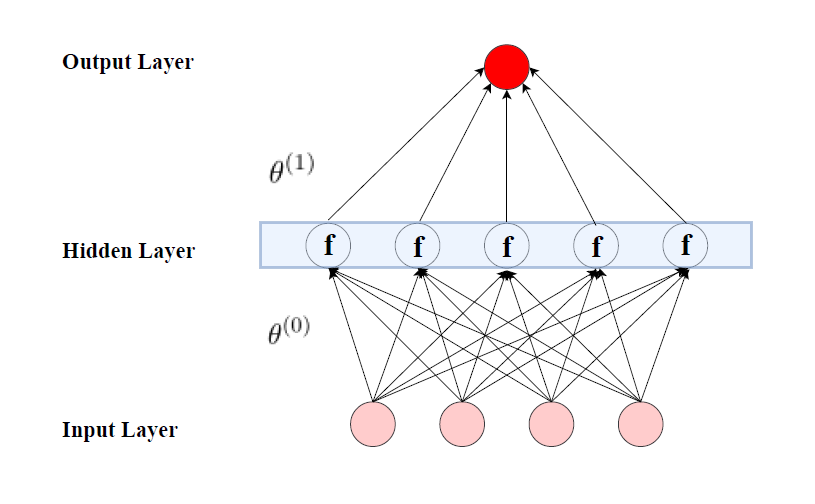 Output Layer
θ⁽¹⁾
Hidden Layer
f f f f f
θ⁽⁰⁾
Input Layer